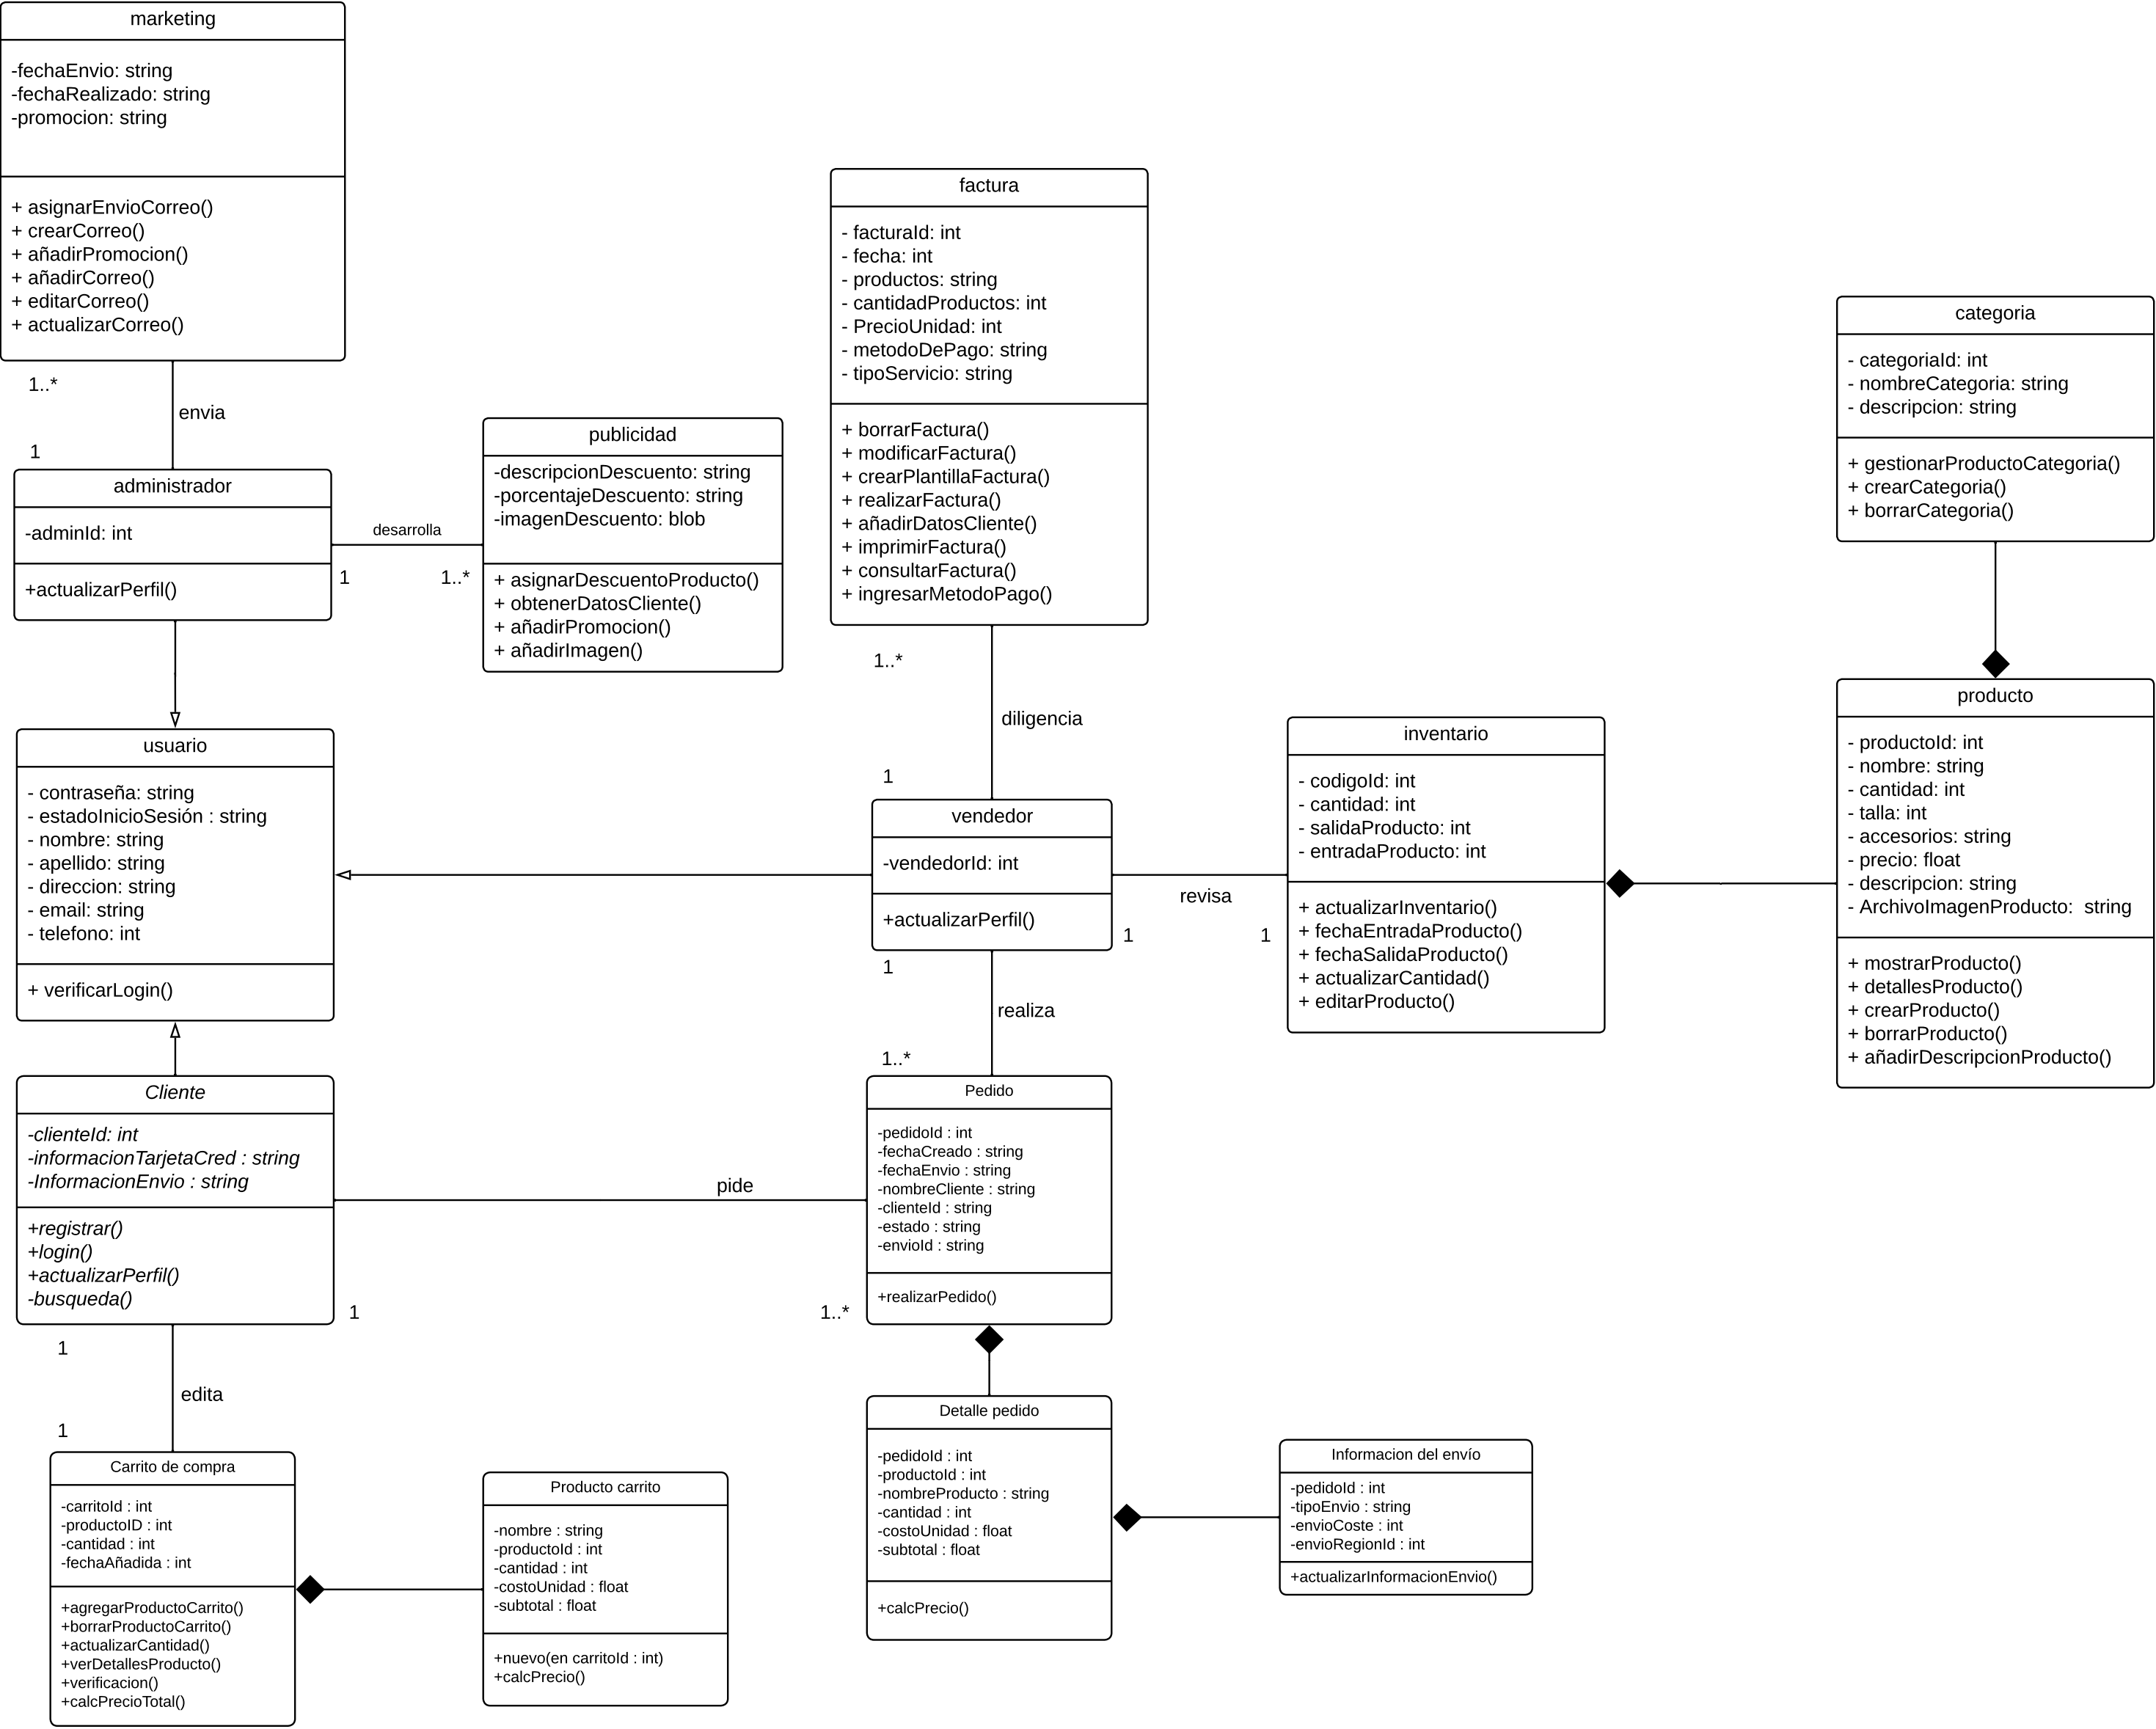 marketing
-fechaEnvio: string
-fechaRealizado: string
-promocion: string
+ asignarEnvioCorreo()
+ crearCorreo()
+ añadirPromocion()
+ añadirCorreo()
+ editarCorreo()
+ actualizarCorreo()
1..*
envia
1
administrador
-adminId: int
+actualizarPerfil()
desarrolla
1
1..*
publicidad
-descripcionDescuento: string
-porcentajeDescuento: string
-imagenDescuento: blob
+ asignarDescuentoProducto()
+ obtenerDatosCliente()
+ añadirPromocion()
+ añadirImagen()
factura
- facturaId: int
- fecha: int
- productos: string
- cantidadProductos: int
- PrecioUnidad: int
- metodoDePago: string
- tipoServicio: string
+ borrarFactura()
+ modificarFactura()
+ crearPlantillaFactura()
+ realizarFactura()
+ añadirDatosCliente()
+ imprimirFactura()
+ consultarFactura()
+ ingresarMetodoPago()
1..*
diligencia
1
categoria
- categoriaId: int
- nombreCategoria: string
- descripcion: string
+ gestionarProductoCategoria()
+ crearCategoria()
+ borrarCategoria()
usuario
- contraseña: string
- estadoInicioSesión : string
- nombre: string
- apellido: string
- direccion: string
- email: string
- telefono: int
+ verificarLogin()
vendedor
-vendedorId: int
+actualizarPerfil()
revisa
1
1
inventario
- codigoId: int
- cantidad: int
- salidaProducto: int
- entradaProducto: int
+ actualizarInventario()
+ fechaEntradaProducto()
+ fechaSalidaProducto()
+ actualizarCantidad()
+ editarProducto()
producto
- productoId: int
- nombre: string
- cantidad: int
- talla: int
- accesorios: string
- precio: float
- descripcion: string
- ArchivoImagenProducto:  string
+ mostrarProducto()
+ detallesProducto()
+ crearProducto()
+ borrarProducto()
+ añadirDescripcionProducto()
1
realiza
1..*
Cliente
-clienteId: int
-informacionTarjetaCred : string
-InformacionEnvio : string
+registrar()
+login()
+actualizarPerfil()
-busqueda()
pide
1
1..*
Pedido
-pedidoId : int
-fechaCreado : string
-fechaEnvio : string
-nombreCliente : string
-clienteId : string
-estado : string
-envioId : string
+realizarPedido()
1
edita
1
Carrito de compra
-carritoId : int
-productoID : int
-cantidad : int
-fechaAñadida : int
+agregarProductoCarrito()
+borrarProductoCarrito()
+actualizarCantidad()
+verDetallesProducto()
+verificacion()
+calcPrecioTotal()
Producto carrito
-nombre : string
-productoId : int
-cantidad : int
-costoUnidad : float
-subtotal : float
+nuevo(en carritoId : int)
+calcPrecio()
Detalle pedido
-pedidoId : int
-productoId : int
-nombreProducto : string
-cantidad : int
-costoUnidad : float
-subtotal : float
+calcPrecio()
Informacion del envío
-pedidoId : int
-tipoEnvio : string
-envioCoste : int
-envioRegionId : int
+actualizarInformacionEnvio()